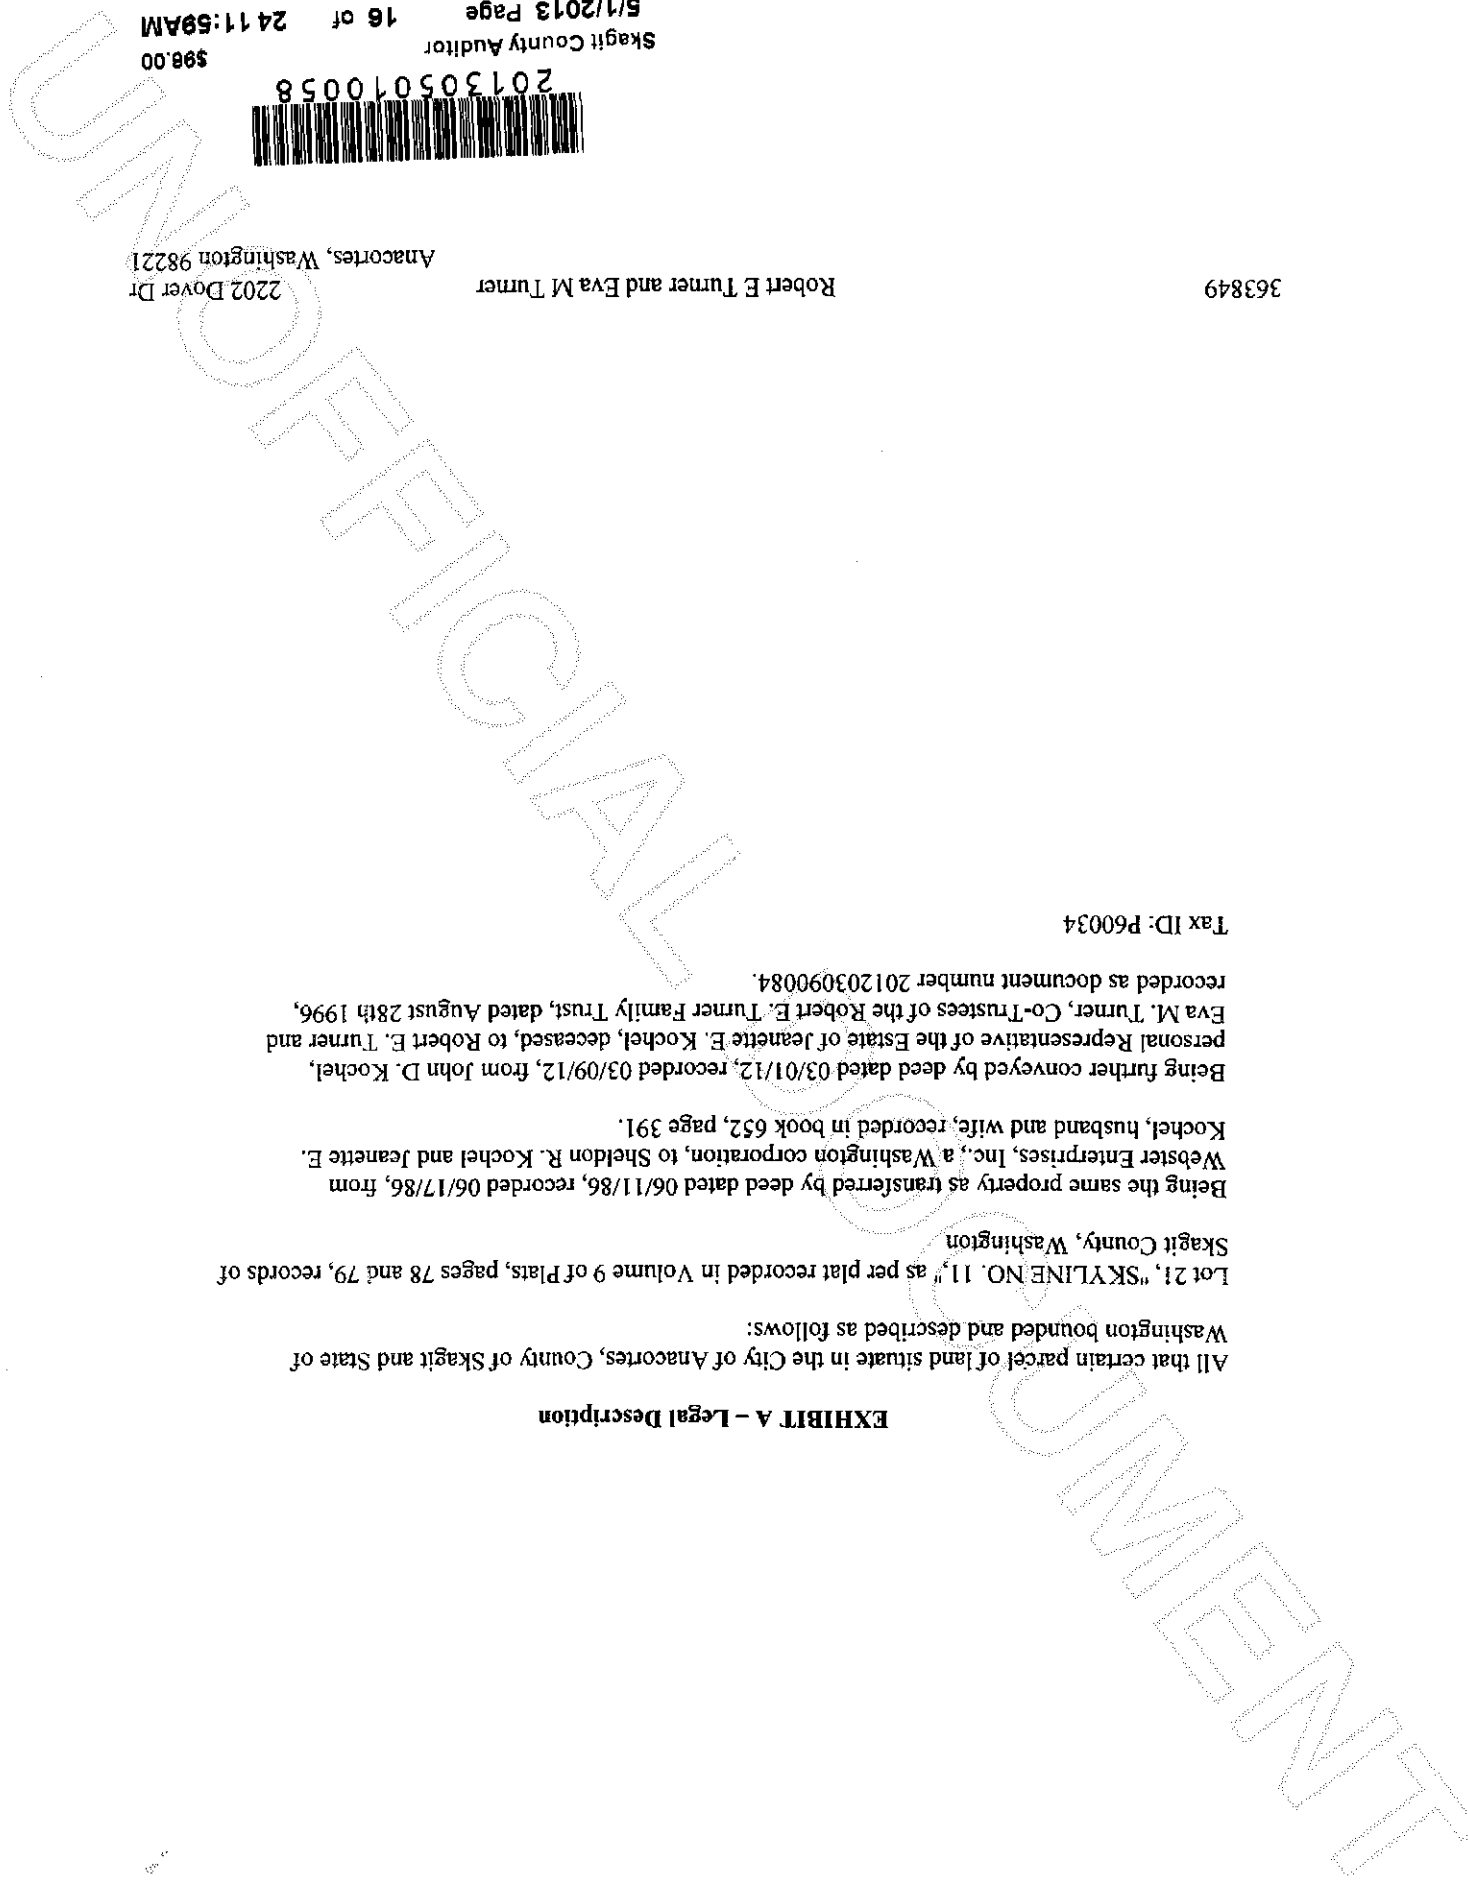 EXHIBIT A – Legal Description
All that certain parcel of land situate in the City of Anacortes, County of Skagit and State of
Washington bounded and described as follows:
Lot 21, "SKYLINE NO. 11," as per plat recorded in Volume 9 of Plats, pages 78 and 79, records of
Skagit County, Washington
Being the same property as transferred by deed dated 06/11/86, recorded 06/17/86, from
Webster Enterprises, Inc., a Washington corporation, to Sheldon R. Kochel and Jeanette E.
Kochel, husband and wife, recorded in book 652, page 391.
Being further conveyed by deed dated 03/01/12, recorded 03/09/12, from John D. Kochel,
personal Representative of the Estate of Jeanette E. Kochel, deceased, to Robert E. Turner and
Eva M. Turner, Co-Trustees of the Robert E. Turner Family Trust, dated August 28th 1996,
recorded as document number 201203090084.
Tax ID: P60034
363849 Robert E Turner and Eva M Turner 2202 Dover Dr
Anacortes, Washington 98221
201305010058
Skagit County Auditor $98.00
5/1/2013 Page 16 of 24 11:59AM
UNOFFICIAL DOCUMENT